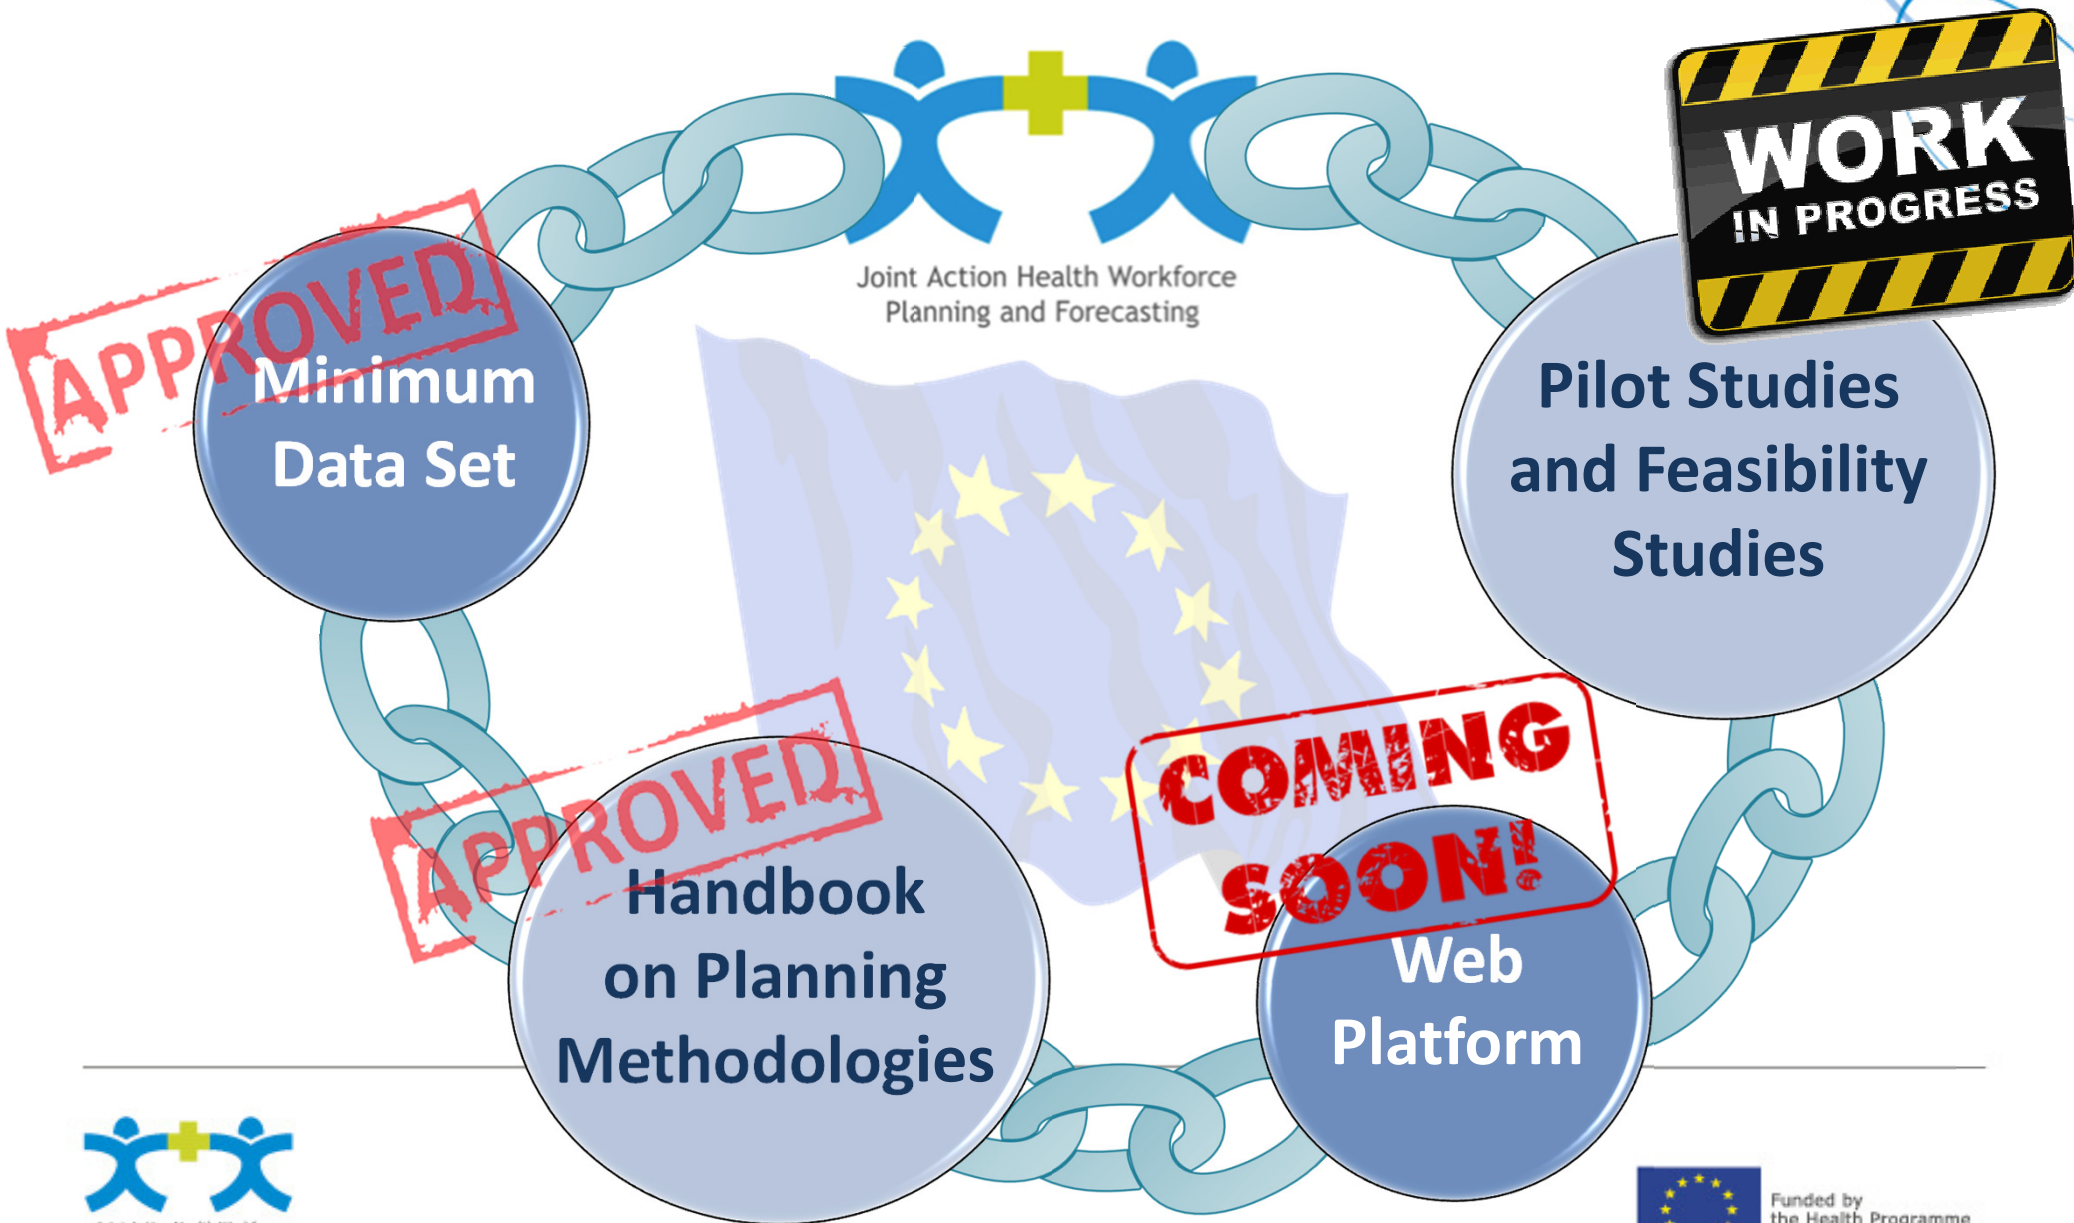 WORK
IN PROGRESS
Joint Action Health Workforce
Planning and Forecasting
APPROVED
Minimum
Data Set
Pilot Studies
and Feasibility
Studies
APPROVED
Handbook
on Planning
Methodologies
COMING
SOON!
Web
Platform
Funded by
the Health Programme